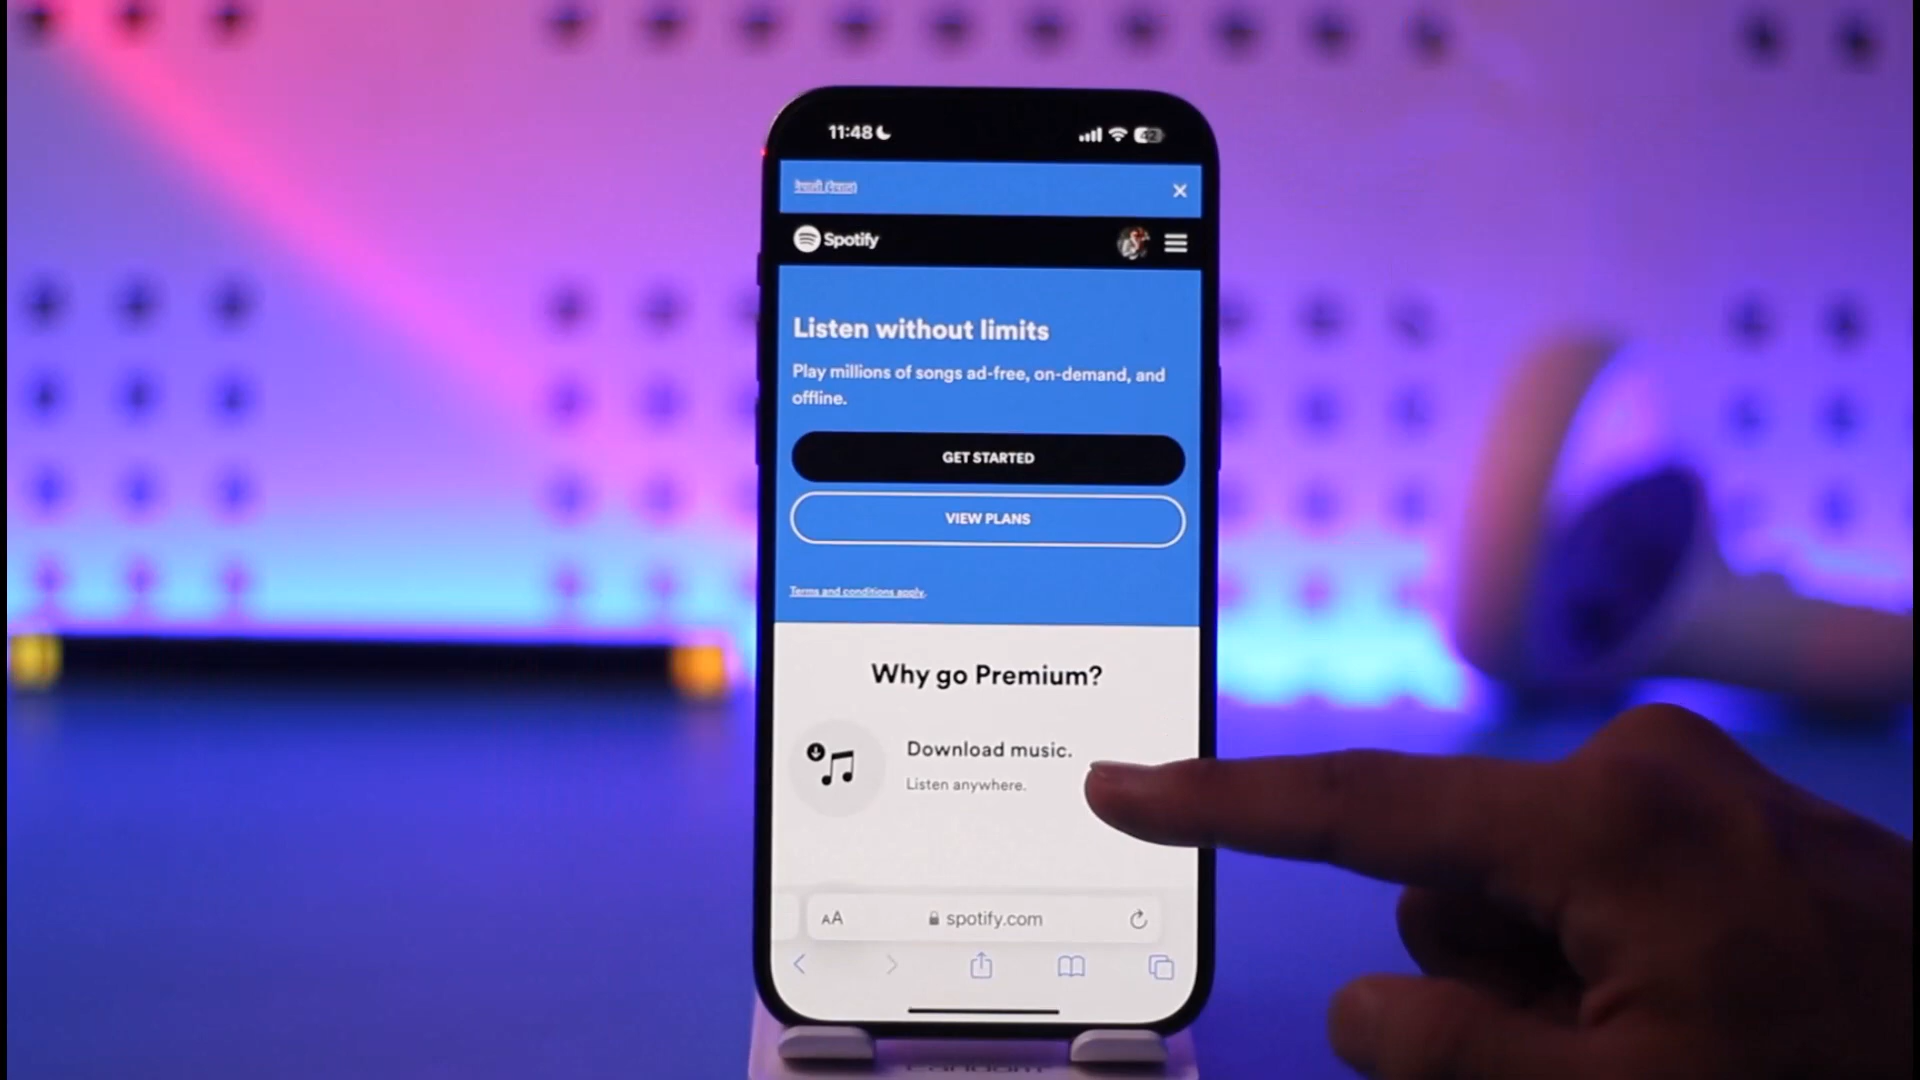 11:48
42
Spotify
Listen without limits
Play millions of songs ad-free, on-demand, and
offline.
GET STARTED
VIEW PLANS
Terms and conditions apply.
Why go Premium?
Download music.
Listen anywhere.
AA
spotify.com